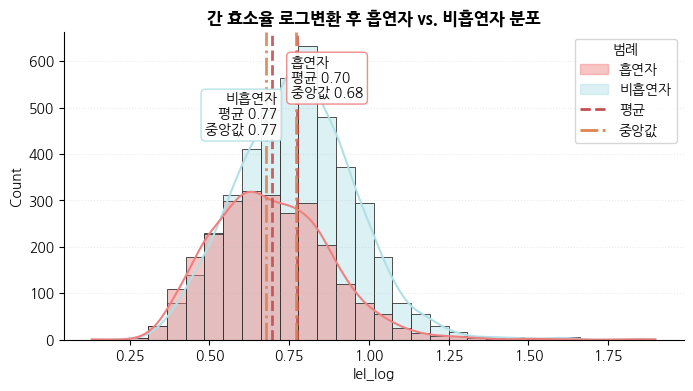 간 효소율 로그변환 후 흡연자 vs. 비흡연자 분포
범례
흡연자
비흡연자
평균
중앙값
흡연자
평균 0.70
중앙값 0.68
비흡연자
평균 0.77
중앙값 0.77
Count
600
500
400
300
200
100
0
0.25
0.50
0.75
1.00
1.25
1.50
1.75
lel_log